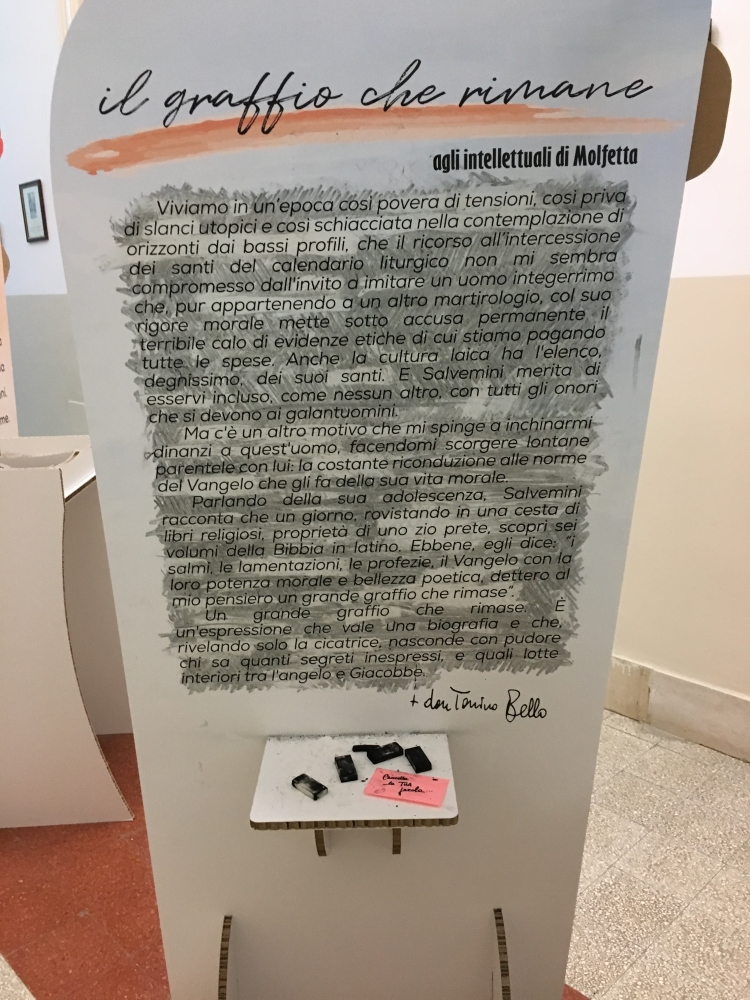 il graffio che rimane
agli intellettuali di Molfetta
Viviamo in un'epoca così povera di tensioni, così priva
di slanci utopici e così schiacciata nella contemplazione di
orizzonti dai bassi profili, che il ricorso all'intercessione
dei santi del calendario liturgico non mi sembra
compromesso dall'invito a imitare un uomo integerrimo
che, pur appartenendo a un altro martirologio, col suo
rigore morale mette sotto accusa permanente il
terribile calo di evidenze etiche di cui stiamo pagando
tutte le spese. Anche la cultura laica ha l'elenco,
degnissimo, dei suoi santi. E Salvemini merita di
esservi incluso, come nessun altro, con tutti gli onori
che si devono ai galantuomini.
Ma c'è un altro motivo che mi spinge a inchinarmi
dinanzi a quest'uomo, facendomi scorgere lontane
parentele con lui: la costante riconduzione alle norme
del Vangelo che gli fa della sua vita morale.
Parlando della sua adolescenza, Salvemini
racconta che un giorno, rovistando in una cesta di
libri religiosi, proprietà di uno zio prete, scoprì sei
volumi della Bibbia in latino. Ebbene, egli dice: "i
salmi, le lamentazioni, le profezie, il Vangelo con la
loro potenza morale e bellezza poetica, dettero al
mio pensiero un grande graffio che rimase".
Un grande graffio che rimase. È
un'espressione che vale una biografia e che,
rivelando solo la cicatrice, nasconde con pudore
chi sa quanti segreti inespressi, e quali lotte
interiori tra l'angelo e Giacobbe.
+ don Tonino Bello
Cancella
la Tua